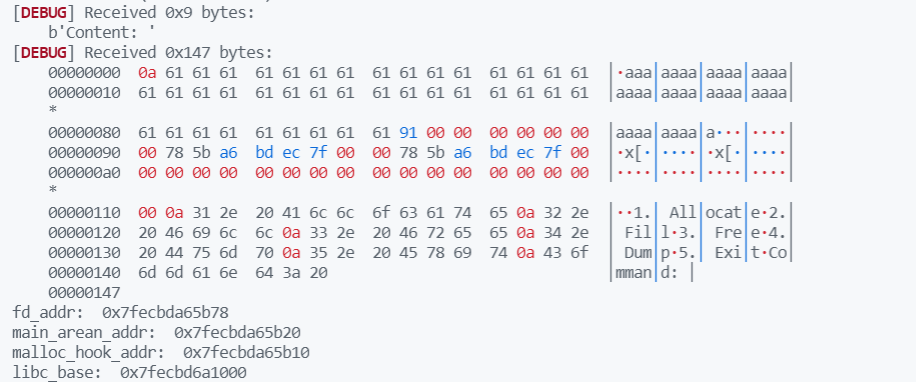 [DEBUG] Received 0x9 bytes:
    b'Content: '
[DEBUG] Received 0x147 bytes:
    00000000  0a 61 61 61  61 61 61 61  61 61 61 61  61 61 61 61  │·aaa│aaaa│aaaa│aaaa│
    00000010  61 61 61 61  61 61 61 61  61 61 61 61  61 61 61 61  │aaaa│aaaa│aaaa│aaaa│
    *
    00000080  61 61 61 61  61 61 61 61  61 91 00 00  00 00 00 00  │aaaa│aaaa│a···│····│
    00000090  00 78 5b a6  bd ec 7f 00  00 78 5b a6  bd ec 7f 00  │·x[·│····│·x[·│····│
    000000a0  00 00 00 00  00 00 00 00  00 00 00 00  00 00 00 00  │····│····│····│····│
    *
    00000110  00 0a 31 2e  20 41 6c 6c  6f 63 61 74  65 0a 32 2e  │··1.│ All│ocat│e·2.│
    00000120  20 46 69 6c  6c 0a 33 2e  20 46 72 65  65 0a 34 2e  │ Fil│l·3.│ Fre│e·4.│
    00000130  20 44 75 6d  70 0a 35 2e  20 45 78 69  74 0a 43 6f  │ Dum│p·5.│ Exi│t·Co│
    00000140  6d 6d 61 6e  64 3a 20                               │mman│d: │
    00000147
fd_addr:  0x7fecbda65b78
main_arean_addr:  0x7fecbda65b20
malloc_hook_addr:  0x7fecbda65b10
libc_base:  0x7fecbd6a1000